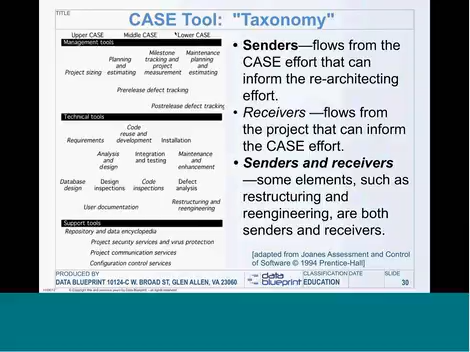 TITLE
CASE Tool: "Taxonomy"
Upper CASE Middle CASE Lower CASE
Management tools
Project sizing
Planning
and
estimating
Milestone
tracking and
project
measurement
Maintenance
planning
and
estimating
Prerelease defect tracking
Postrelease defect tracking
Technical tools
Requirements
Code
reuse and
development
Installation
Analysis
and
design
Integration
and testing
Maintenance
and
enhancement
Database
design
Design
inspections
Code
inspections
Defect
analysis
User documentation
Restructuring and
reengineering
Support tools
Repository and data encyclopedia
Project security services and virus protection
Project communication services
Configuration control services
• Senders—flows from the
CASE effort that can
inform the re-architecting
effort.
• Receivers —flows from
the project that can inform
the CASE effort.
• Senders and receivers
—some elements, such as
restructuring and
reengineering, are both
senders and receivers.
[adapted from Joanes Assessment and Control
of Software © 1994 Prentice-Hall]
PRODUCED BY
DATA BLUEPRINT 10124-C W. BROAD ST, GLEN ALLEN, VA 23060
data
blueprint
CLASSIFICATION
EDUCATION
DATE
SLIDE
30